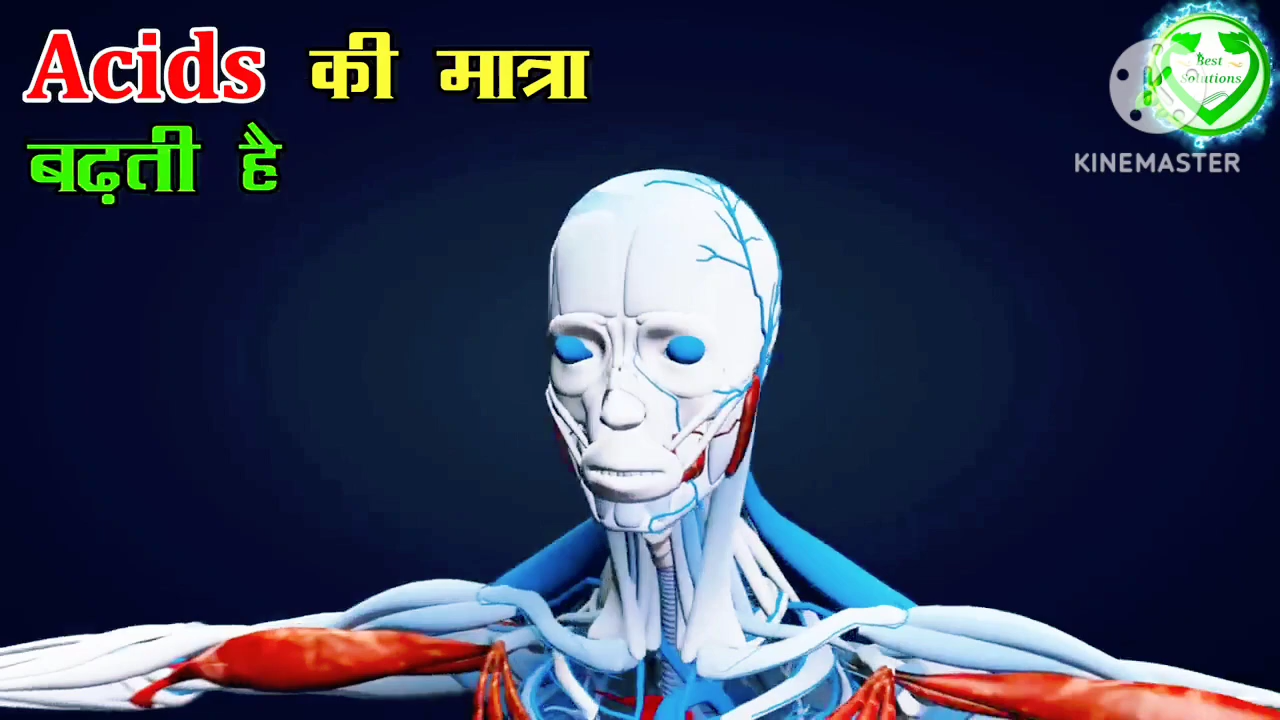 Acids की मात्रा
बढ़ती है
Best
Solutions
KINEMASTER